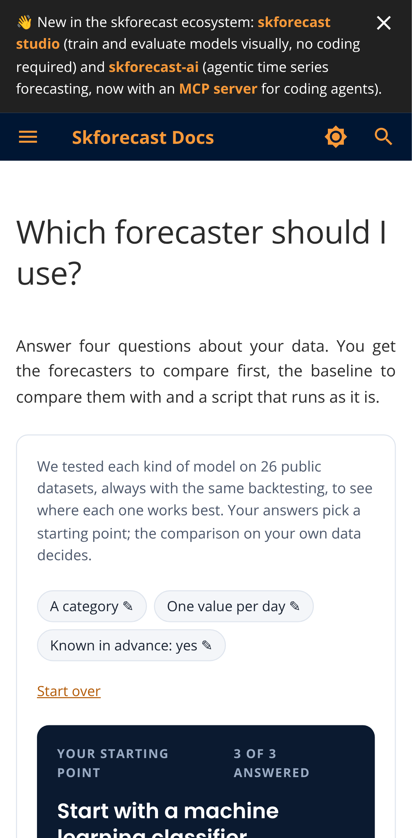 👋 New in the skforecast ecosystem: skforecast
studio (train and evaluate models visually, no coding
required) and skforecast-ai (agentic time series
forecasting, now with an MCP server for coding agents).
Skforecast Docs
Which forecaster should I
use?
Answer four questions about your data. You get
the forecasters to compare first, the baseline to
compare them with and a script that runs as it is.
We tested each kind of model on 26 public
datasets, always with the same backtesting, to see
where each one works best. Your answers pick a
starting point; the comparison on your own data
decides.
A category ✎ One value per day ✎
Known in advance: yes ✎
Start over
YOUR STARTING
POINT
3 OF 3
ANSWERED
Start with a machine
learning classifier